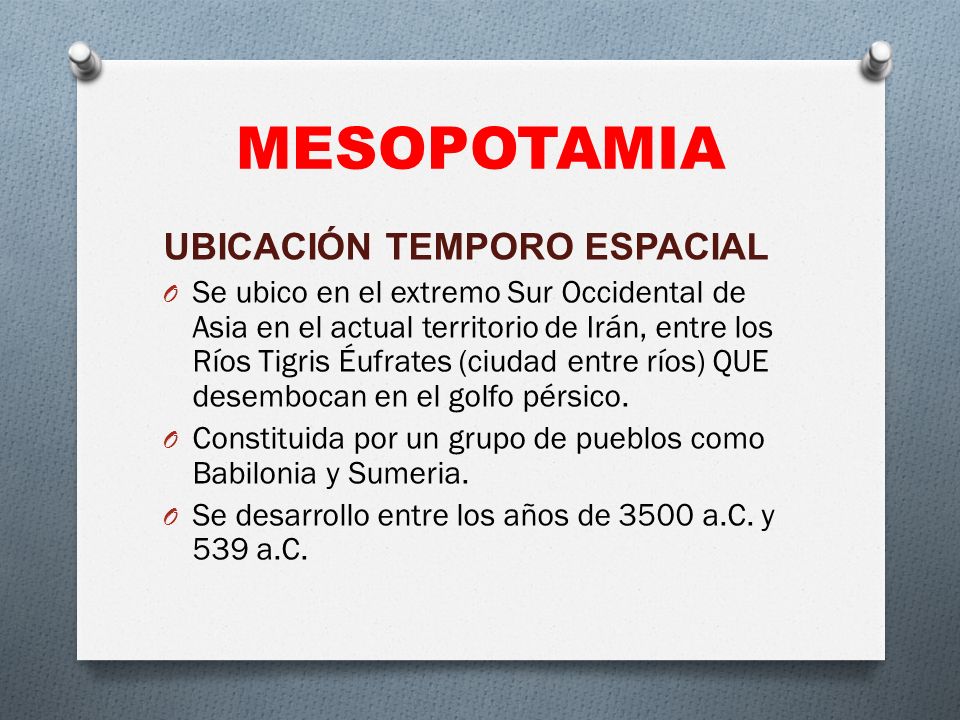 MESOPOTAMIA
UBICACIÓN TEMPORO ESPACIAL
Se ubico en el extremo Sur Occidental de
Asia en el actual territorio de Irán, entre los
Ríos Tigris Éufrates (ciudad entre ríos) QUE
desembocan en el golfo pérsico.
Constituida por un grupo de pueblos como
Babilonia y Sumeria.
Se desarrollo entre los años de 3500 a.C. y
539 a.C.